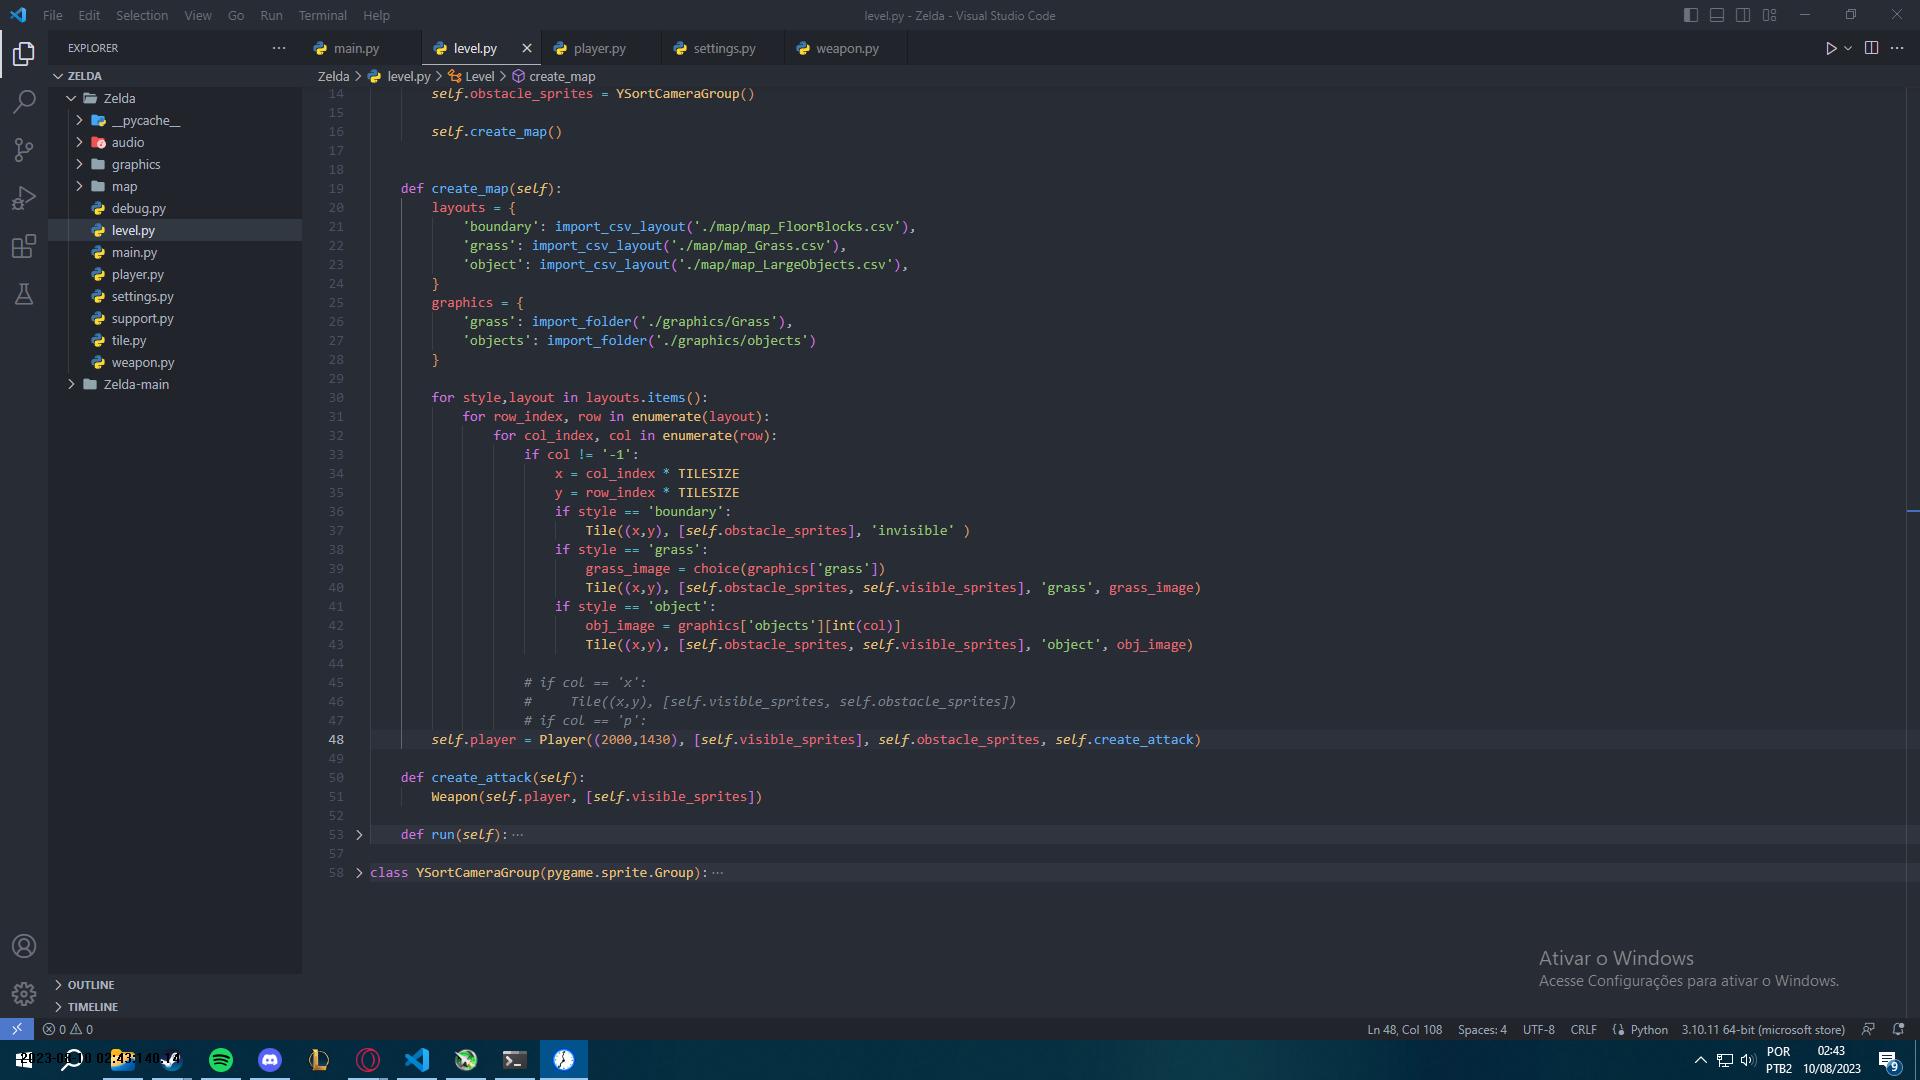 File Edit Selection View Go Run Terminal Help
level.py - Zelda - Visual Studio Code
EXPLORER
main.py
level.py
player.py
settings.py
weapon.py
ZELDA
Zelda > level.py > Level > create_map
Zelda
__pycache__
audio
graphics
map
debug.py
level.py
main.py
player.py
settings.py
support.py
tile.py
weapon.py
Zelda-main
OUTLINE
TIMELINE
14 self.obstacle_sprites = YSortCameraGroup()
15
16 self.create_map()
17
18
19 def create_map(self):
20 layouts = {
21 'boundary': import_csv_layout('./map/map_FloorBlocks.csv'),
22 'grass': import_csv_layout('./map/map_Grass.csv'),
23 'object': import_csv_layout('./map/map_LargeObjects.csv'),
24 }
25 graphics = {
26 'grass': import_folder('./graphics/Grass'),
27 'objects': import_folder('./graphics/objects')
28 }
29
30 for style,layout in layouts.items():
31 for row_index, row in enumerate(layout):
32 for col_index, col in enumerate(row):
33 if col != '-1':
34 x = col_index * TILESIZE
35 y = row_index * TILESIZE
36 if style == 'boundary':
37 Tile((x,y), [self.obstacle_sprites], 'invisible' )
38 if style == 'grass':
39 grass_image = choice(graphics['grass'])
40 Tile((x,y), [self.obstacle_sprites, self.visible_sprites], 'grass', grass_image)
41 if style == 'object':
42 obj_image = graphics['objects'][int(col)]
43 Tile((x,y), [self.obstacle_sprites, self.visible_sprites], 'object', obj_image)
44
45 # if col == 'x':
46 # Tile((x,y), [self.visible_sprites, self.obstacle_sprites])
47 # if col == 'p':
48 self.player = Player((2000,1430), [self.visible_sprites], self.obstacle_sprites, self.create_attack)
49
50 def create_attack(self):
51 Weapon(self.player, [self.visible_sprites])
52
53 def run(self): ···
57
58 class YSortCameraGroup(pygame.sprite.Group): ···
Ativar o Windows
Acesse Configurações para ativar o Windows.
0 0
Ln 48, Col 108 Spaces: 4 UTF-8 CRLF Python 3.10.11 64-bit (microsoft store)
POR
PTB2
02:43
10/08/2023
9